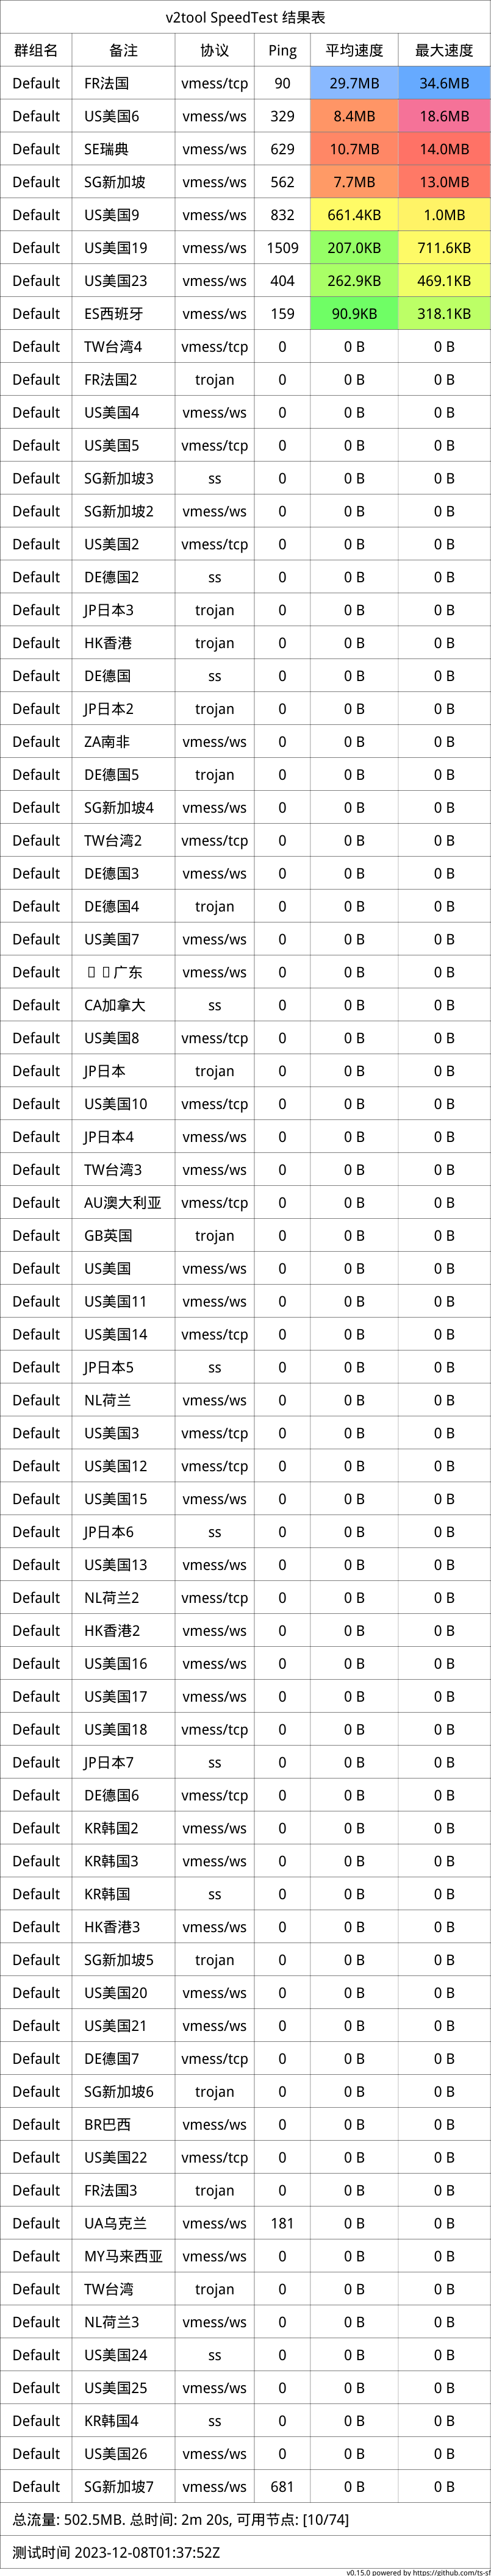 v2tool SpeedTest 结果表
群组名 备注 协议 Ping 平均速度 最大速度
Default FR法国 vmess/tcp 90 29.7MB 34.6MB
Default US美国6 vmess/ws 329 8.4MB 18.6MB
Default SE瑞典 vmess/ws 629 10.7MB 14.0MB
Default SG新加坡 vmess/ws 562 7.7MB 13.0MB
Default US美国9 vmess/ws 832 661.4KB 1.0MB
Default US美国19 vmess/ws 1509 207.0KB 711.6KB
Default US美国23 vmess/ws 404 262.9KB 469.1KB
Default ES西班牙 vmess/ws 159 90.9KB 318.1KB
Default TW台湾4 vmess/tcp 0 0 B 0 B
Default FR法国2 trojan 0 0 B 0 B
Default US美国4 vmess/ws 0 0 B 0 B
Default US美国5 vmess/tcp 0 0 B 0 B
Default SG新加坡3 ss 0 0 B 0 B
Default SG新加坡2 vmess/ws 0 0 B 0 B
Default US美国2 vmess/tcp 0 0 B 0 B
Default DE德国2 ss 0 0 B 0 B
Default JP日本3 trojan 0 0 B 0 B
Default HK香港 trojan 0 0 B 0 B
Default DE德国 ss 0 0 B 0 B
Default JP日本2 trojan 0 0 B 0 B
Default ZA南非 vmess/ws 0 0 B 0 B
Default DE德国5 trojan 0 0 B 0 B
Default SG新加坡4 vmess/ws 0 0 B 0 B
Default TW台湾2 vmess/tcp 0 0 B 0 B
Default DE德国3 vmess/ws 0 0 B 0 B
Default DE德国4 trojan 0 0 B 0 B
Default US美国7 vmess/ws 0 0 B 0 B
Default 广东 vmess/ws 0 0 B 0 B
Default CA加拿大 ss 0 0 B 0 B
Default US美国8 vmess/tcp 0 0 B 0 B
Default JP日本 trojan 0 0 B 0 B
Default US美国10 vmess/tcp 0 0 B 0 B
Default JP日本4 vmess/ws 0 0 B 0 B
Default TW台湾3 vmess/ws 0 0 B 0 B
Default AU澳大利亚 vmess/tcp 0 0 B 0 B
Default GB英国 trojan 0 0 B 0 B
Default US美国 vmess/ws 0 0 B 0 B
Default US美国11 vmess/ws 0 0 B 0 B
Default US美国14 vmess/tcp 0 0 B 0 B
Default JP日本5 ss 0 0 B 0 B
Default NL荷兰 vmess/ws 0 0 B 0 B
Default US美国3 vmess/tcp 0 0 B 0 B
Default US美国12 vmess/ws 0 0 B 0 B
Default US美国15 vmess/ws 0 0 B 0 B
Default JP日本6 ss 0 0 B 0 B
Default US美国13 vmess/ws 0 0 B 0 B
Default NL荷兰2 vmess/tcp 0 0 B 0 B
Default HK香港2 vmess/ws 0 0 B 0 B
Default US美国16 vmess/ws 0 0 B 0 B
Default US美国17 vmess/ws 0 0 B 0 B
Default US美国18 vmess/tcp 0 0 B 0 B
Default JP日本7 ss 0 0 B 0 B
Default DE德国6 vmess/tcp 0 0 B 0 B
Default KR韩国2 vmess/ws 0 0 B 0 B
Default KR韩国3 vmess/ws 0 0 B 0 B
Default KR韩国 ss 0 0 B 0 B
Default HK香港3 vmess/ws 0 0 B 0 B
Default SG新加坡5 trojan 0 0 B 0 B
Default US美国20 vmess/ws 0 0 B 0 B
Default US美国21 vmess/ws 0 0 B 0 B
Default DE德国7 vmess/tcp 0 0 B 0 B
Default SG新加坡6 trojan 0 0 B 0 B
Default BR巴西 vmess/ws 0 0 B 0 B
Default US美国22 vmess/tcp 0 0 B 0 B
Default FR法国3 trojan 0 0 B 0 B
Default UA乌克兰 vmess/ws 181 0 B 0 B
Default MY马来西亚 vmess/ws 0 0 B 0 B
Default TW台湾 trojan 0 0 B 0 B
Default NL荷兰3 vmess/ws 0 0 B 0 B
Default US美国24 ss 0 0 B 0 B
Default US美国25 vmess/ws 0 0 B 0 B
Default KR韩国4 ss 0 0 B 0 B
Default US美国26 vmess/ws 0 0 B 0 B
Default SG新加坡7 vmess/ws 681 0 B 0 B
总流量: 502.5MB. 总时间: 2m 20s, 可用节点: [10/74]
测试时间 2023-12-08T01:37:52Z
v0.15.0 powered by https://github.com/ts-sf